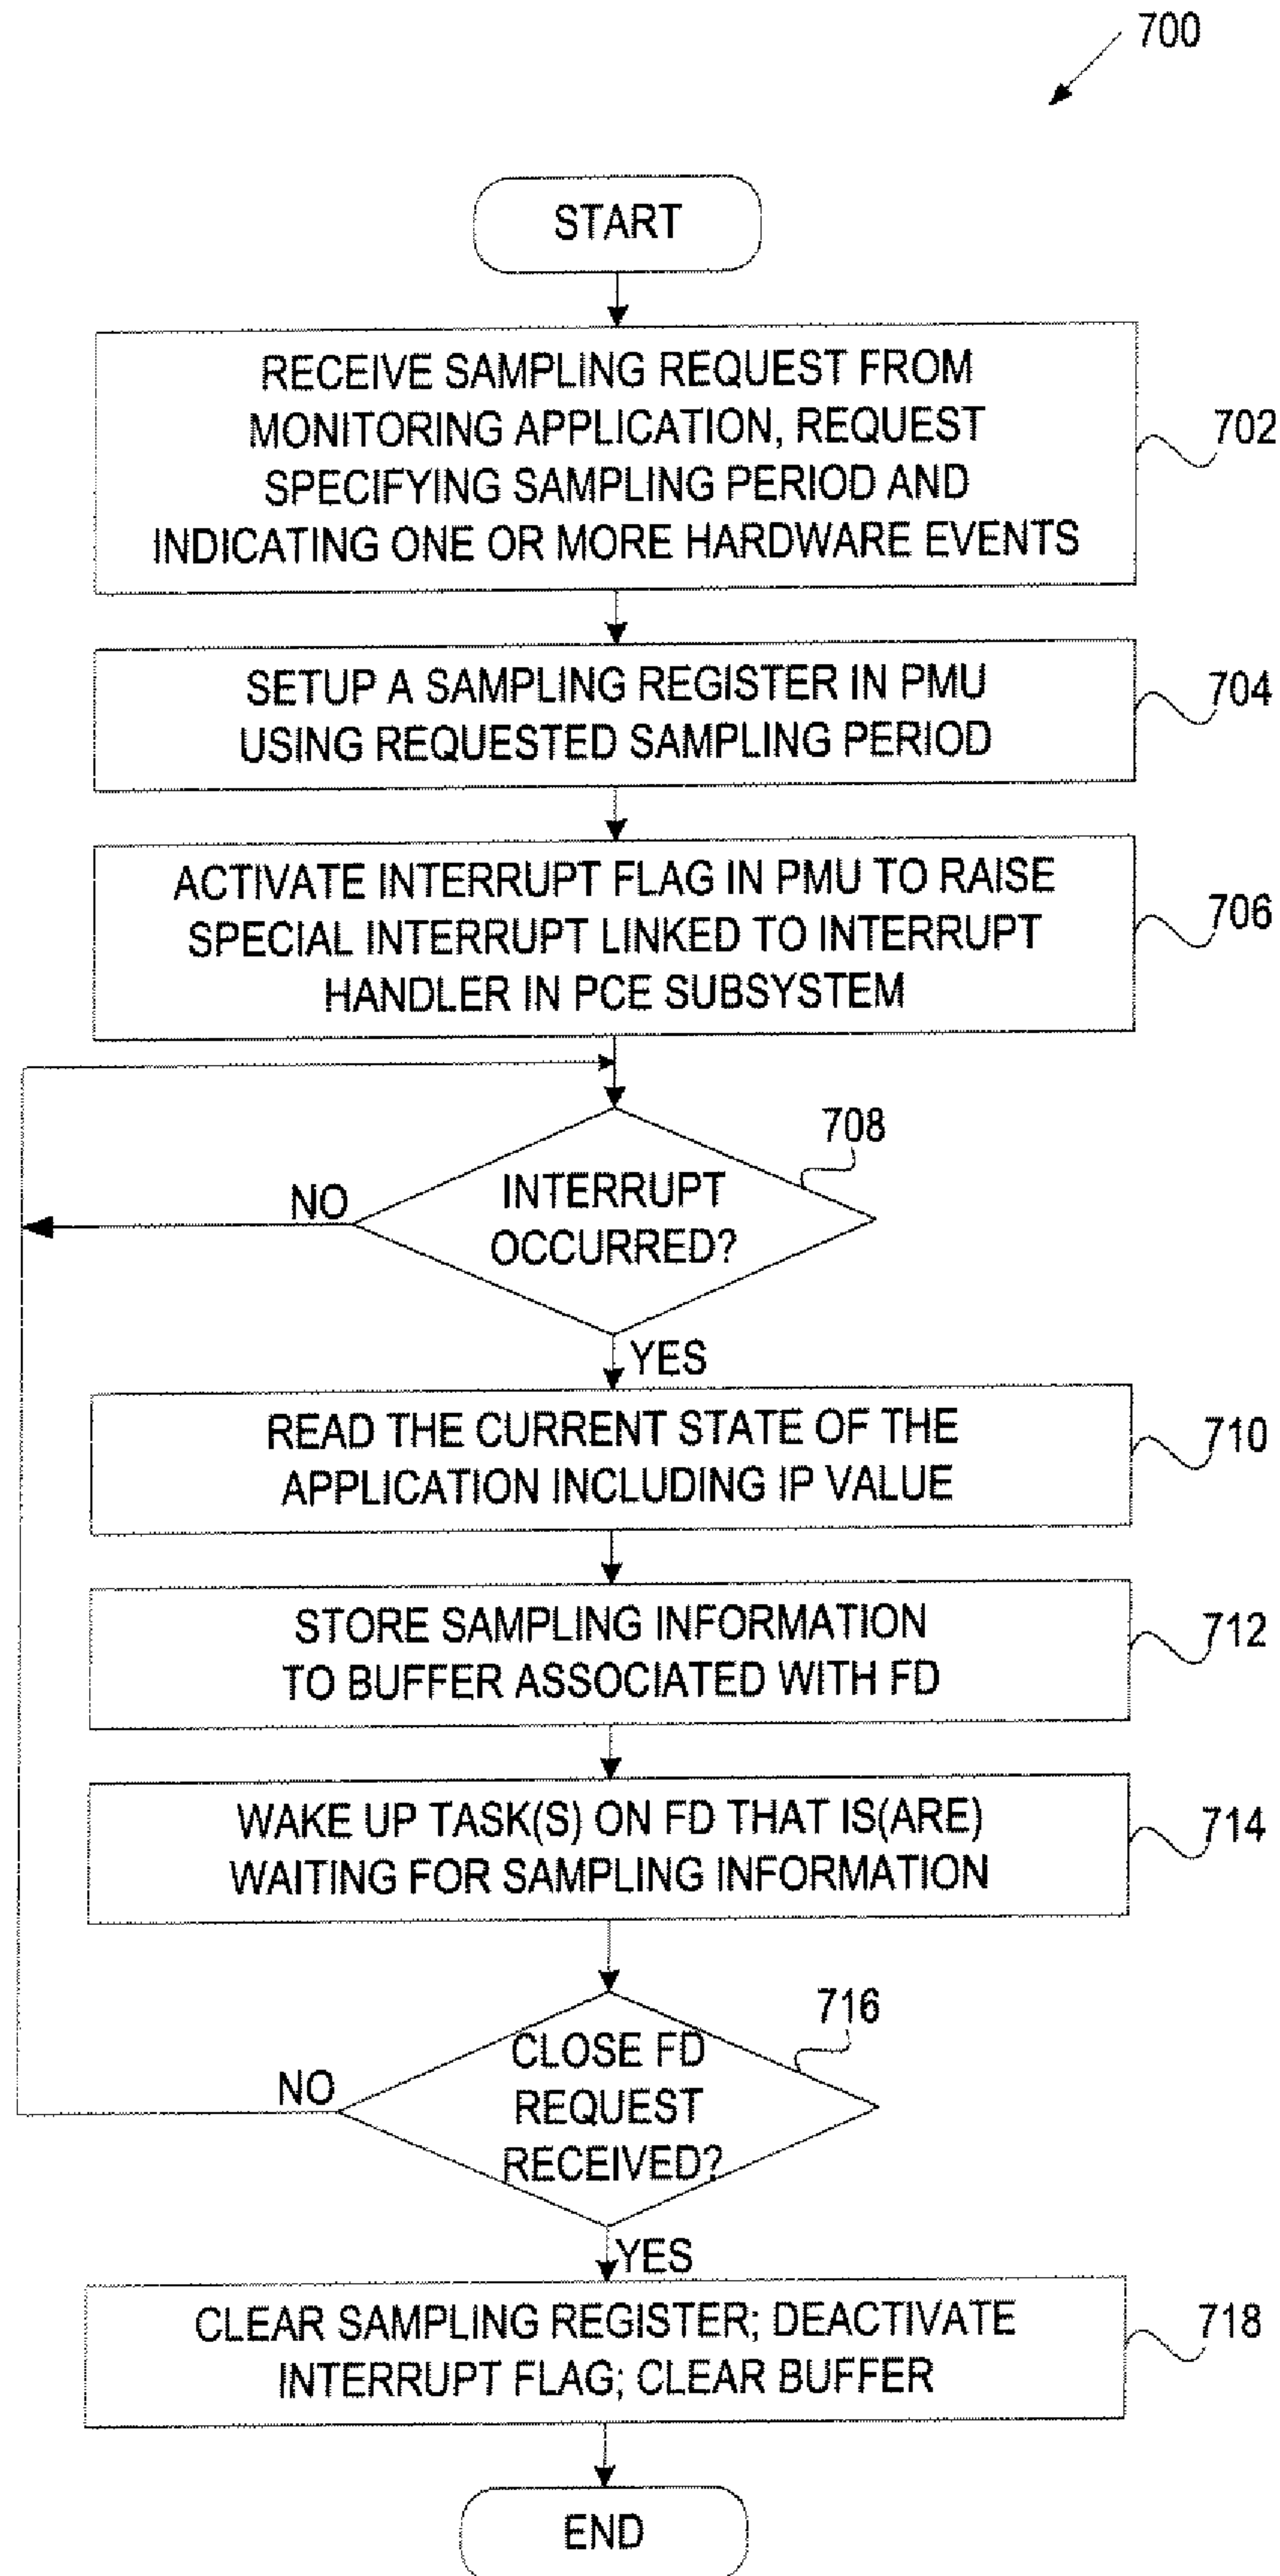 700
START
RECEIVE SAMPLING REQUEST FROM
MONITORING APPLICATION, REQUEST
SPECIFYING SAMPLING PERIOD AND
INDICATING ONE OR MORE HARDWARE EVENTS
702
SETUP A SAMPLING REGISTER IN PMU
USING REQUESTED SAMPLING PERIOD
704
ACTIVATE INTERRUPT FLAG IN PMU TO RAISE
SPECIAL INTERRUPT LINKED TO INTERRUPT
HANDLER IN PCE SUBSYSTEM
706
708
INTERRUPT
OCCURRED?
NO
YES
READ THE CURRENT STATE OF THE
APPLICATION INCLUDING IP VALUE
710
STORE SAMPLING INFORMATION
TO BUFFER ASSOCIATED WITH FD
712
WAKE UP TASK(S) ON FD THAT IS(ARE)
WAITING FOR SAMPLING INFORMATION
714
716
CLOSE FD
REQUEST
RECEIVED?
NO
YES
CLEAR SAMPLING REGISTER; DEACTIVATE
INTERRUPT FLAG; CLEAR BUFFER
718
END